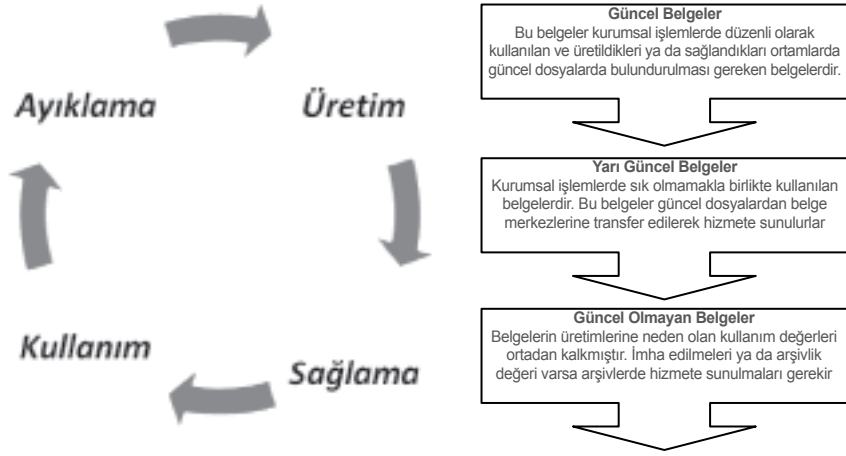 Ayıklama
Üretim
Kullanım
Sağlama
Güncel Belgeler
Bu belgeler kurumsal işlemlerde düzenli olarak
kullanılan ve üretildikleri ya da sağlandıkları ortamlarda
güncel dosyalarda bulundurulması gereken belgelerdir.
Yarı Güncel Belgeler
Kurumsal işlemlerde sık olmamakla birlikte kullanılan
belgelerdir. Bu belgeler güncel dosyalardan belge
merkezlerine transfer edilerek hizmete sunulurlar
Güncel Olmayan Belgeler
Belgelerin üretimlerine neden olan kullanım değerleri
ortadan kalkmıştır. İmha edilmeleri ya da arşivlik
değeri varsa arşivlerde hizmete sunulmaları gerekir